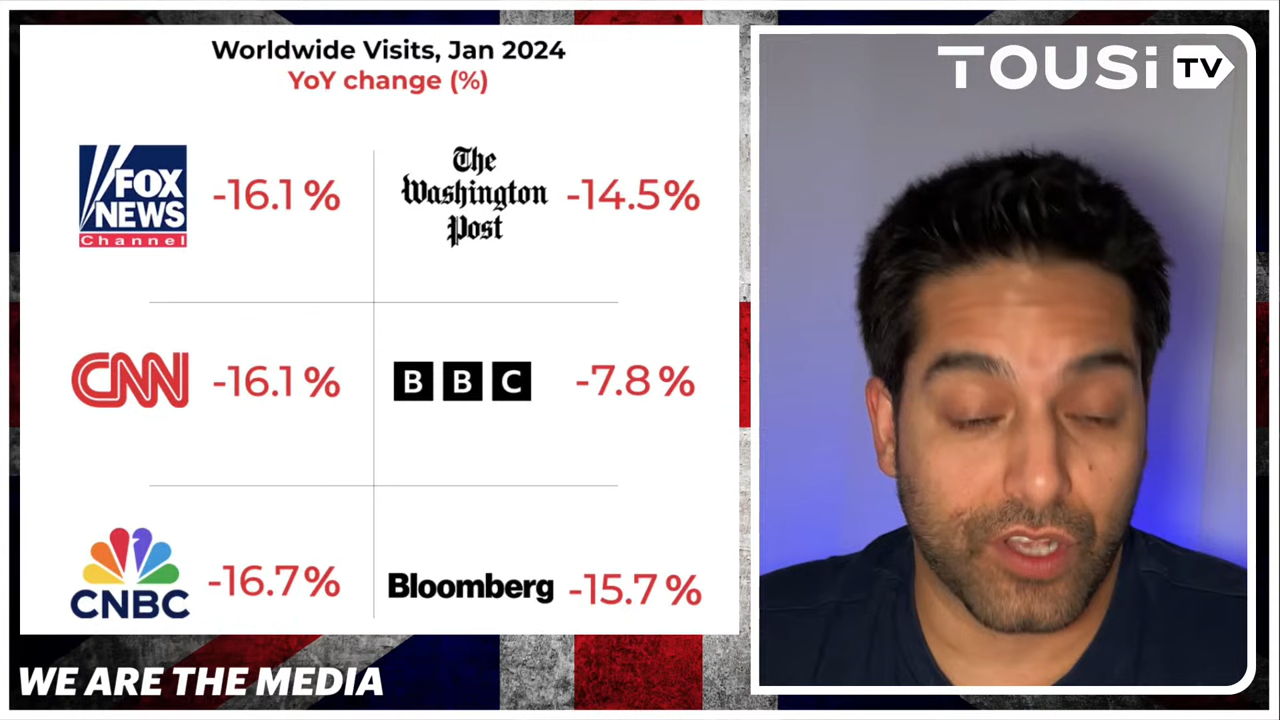 Worldwide Visits, Jan 2024
YoY change (%)
FOX
NEWS
Channel
-16.1 %
The
Washington
Post
-14.5%
CNN
-16.1 %
BBC
-7.8 %
CNBC
-16.7%
Bloomberg
-15.7 %
WE ARE THE MEDIA
TOUSi TV